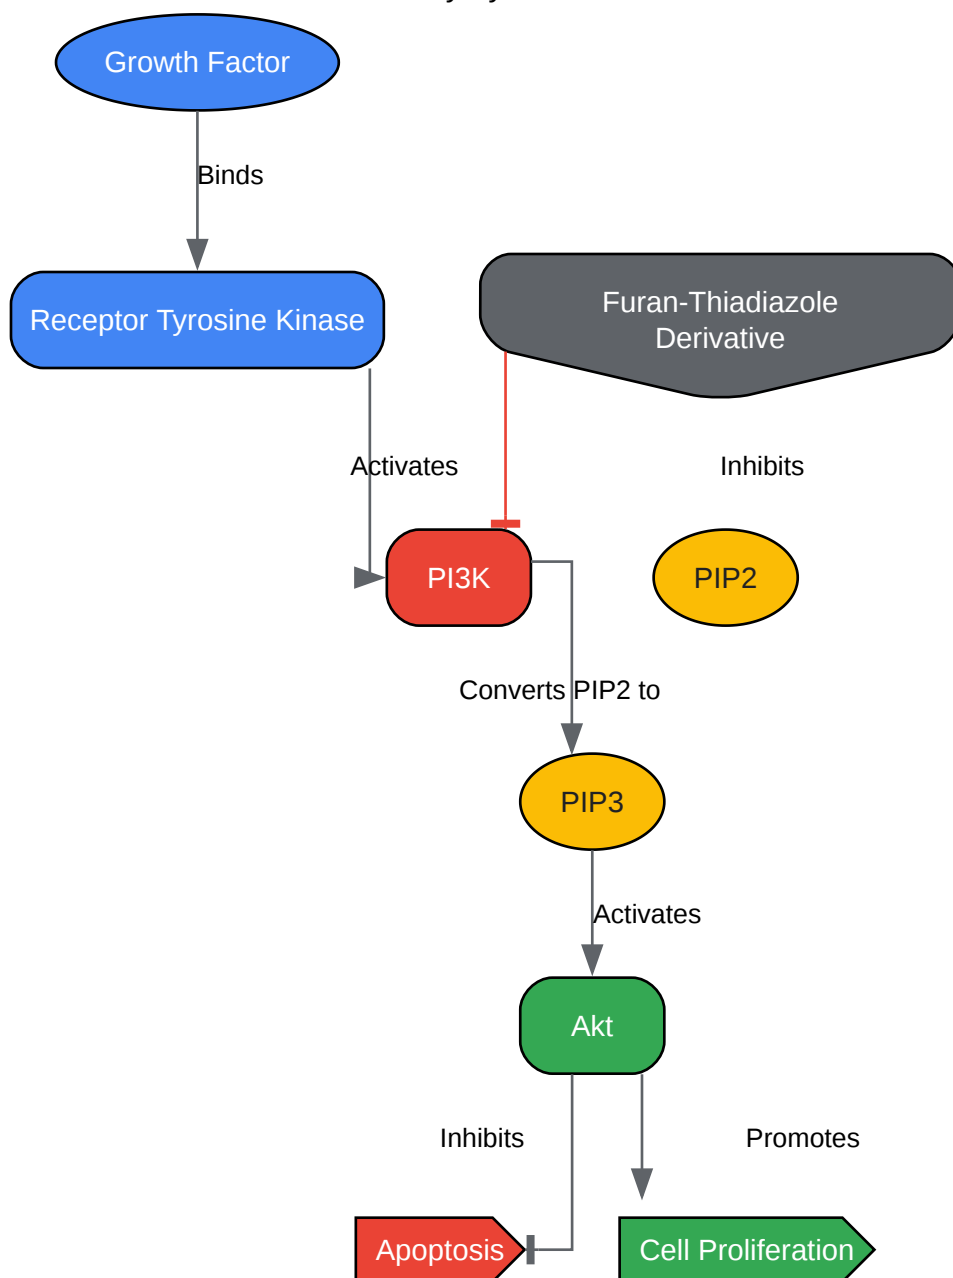 Growth Factor
Binds
Receptor Tyrosine Kinase
Furan-Thiadiazole
Derivative
Activates
Inhibits
PI3K
PIP2
Converts PIP2 to
PIP3
Activates
Akt
Inhibits
Promotes
Apoptosis
Cell Proliferation